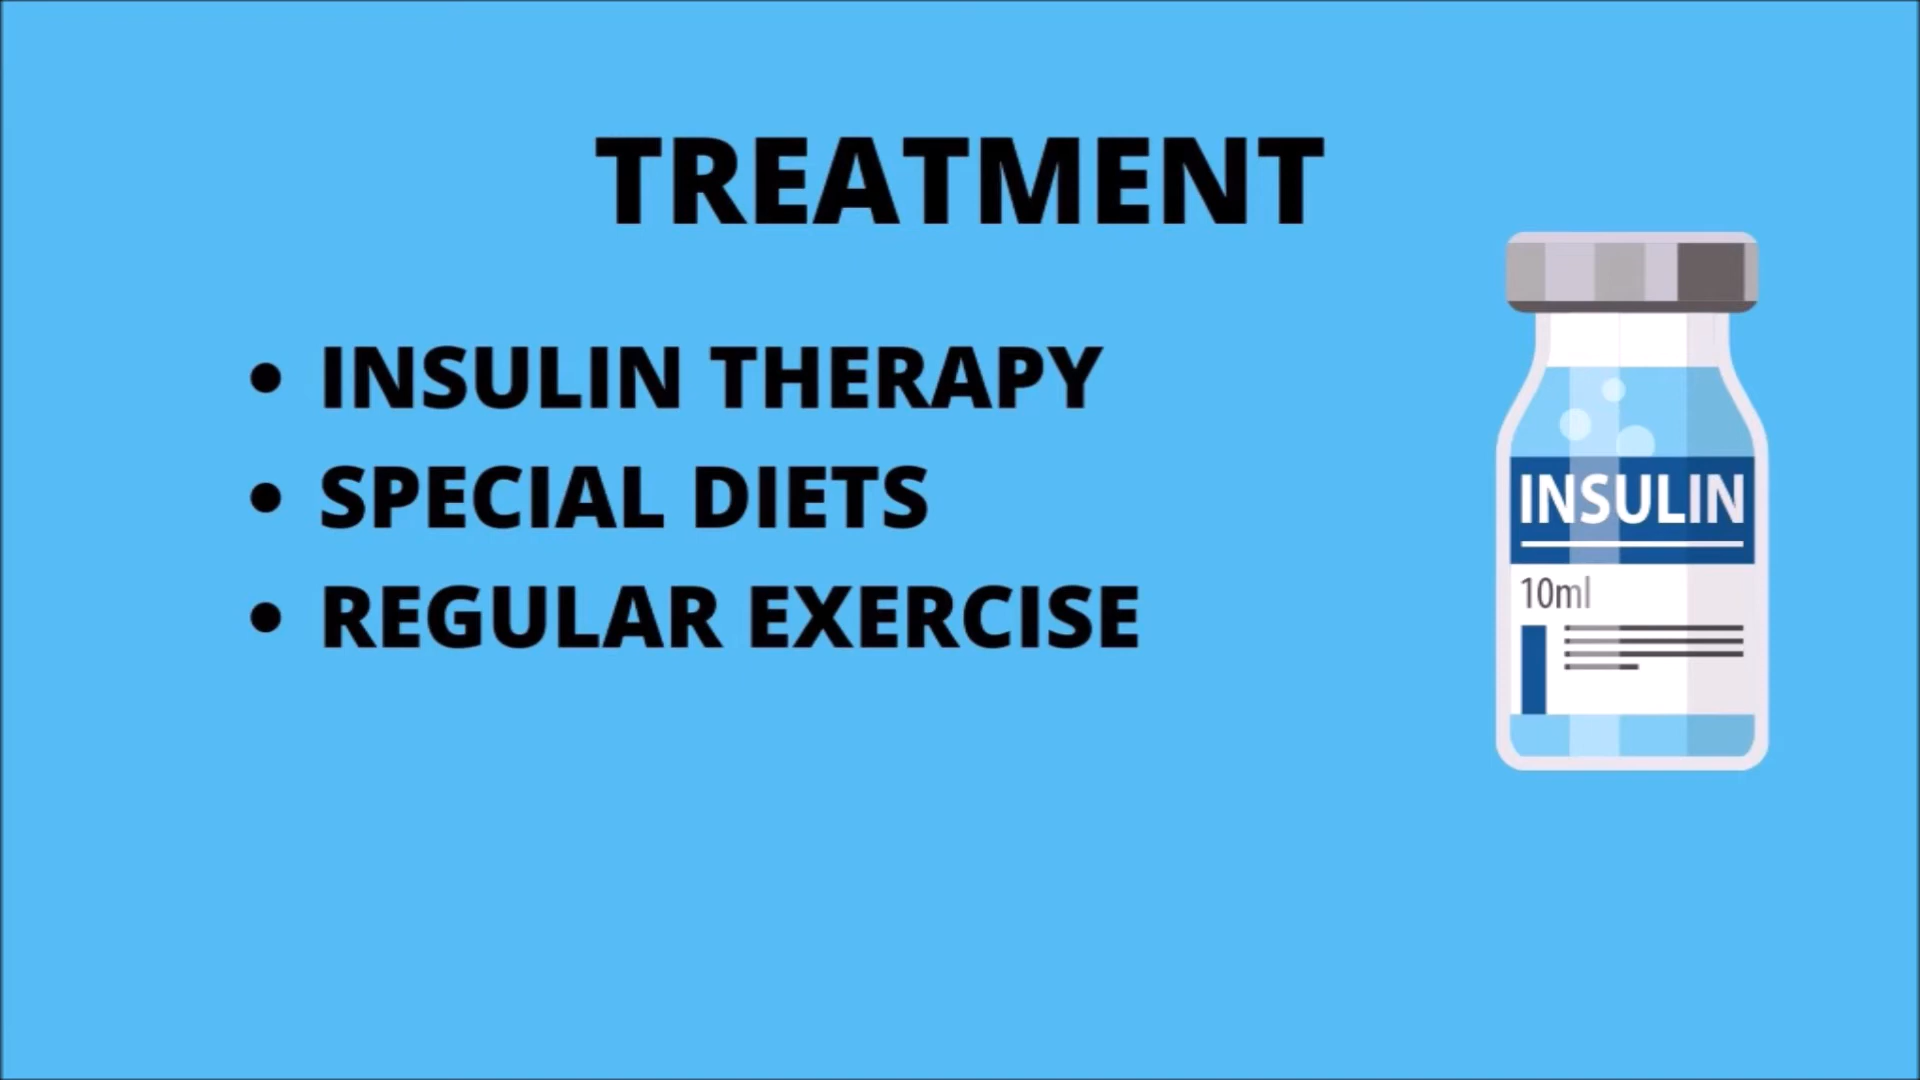 TREATMENT
• INSULIN THERAPY
• SPECIAL DIETS
• REGULAR EXERCISE
INSULIN
10ml